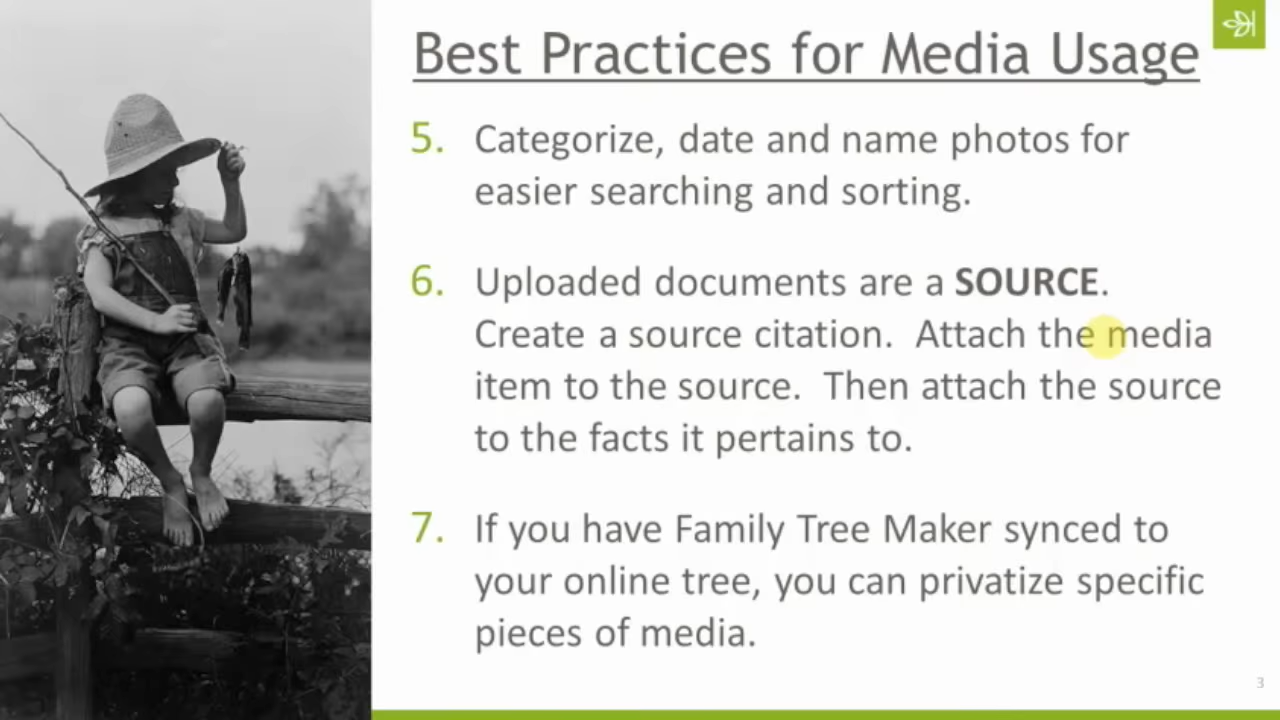 Best Practices for Media Usage
5. Categorize, date and name photos for
easier searching and sorting.
6. Uploaded documents are a SOURCE.
Create a source citation.  Attach the media
item to the source.  Then attach the source
to the facts it pertains to.
7. If you have Family Tree Maker synced to
your online tree, you can privatize specific
pieces of media.
3